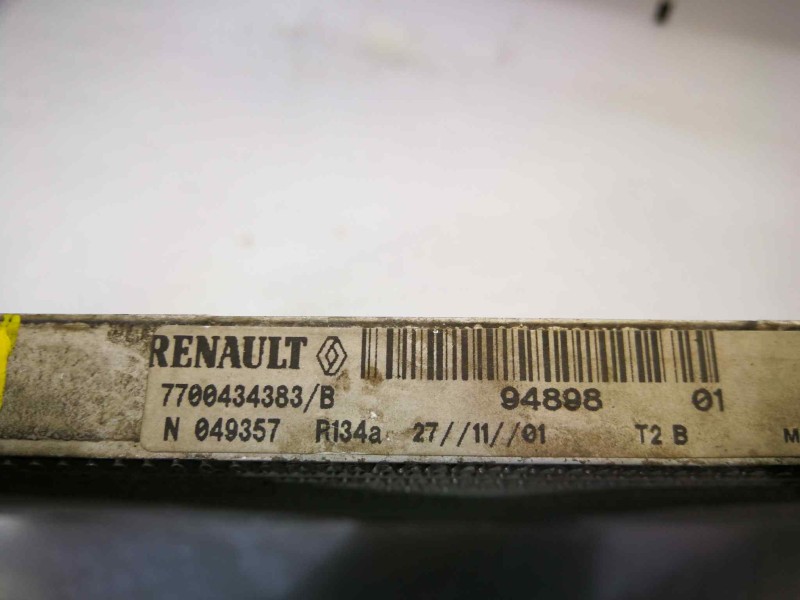 RENAULT
7700434383/B 94898 01
N 049357 R134a 27//11//01 T2 B M